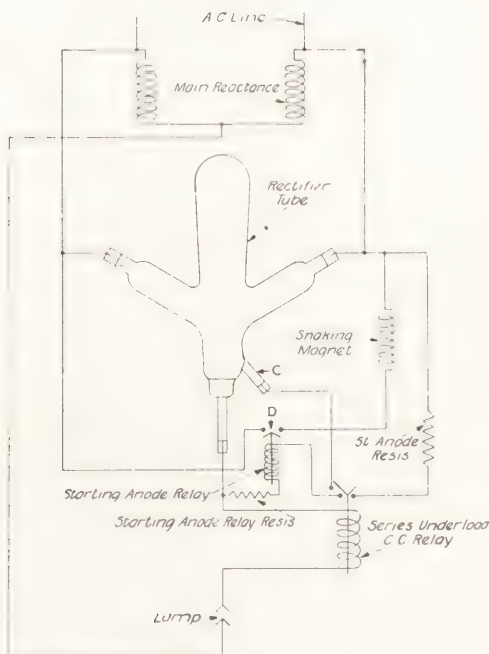 A C Line
Main Reactance
Rectifier
Tube
Shaking
Magnet
C
D
St Anode
Resis
Starting Anode Relay
Starting Anode Relay Resis
Series Underload
C C Relay
Lamp